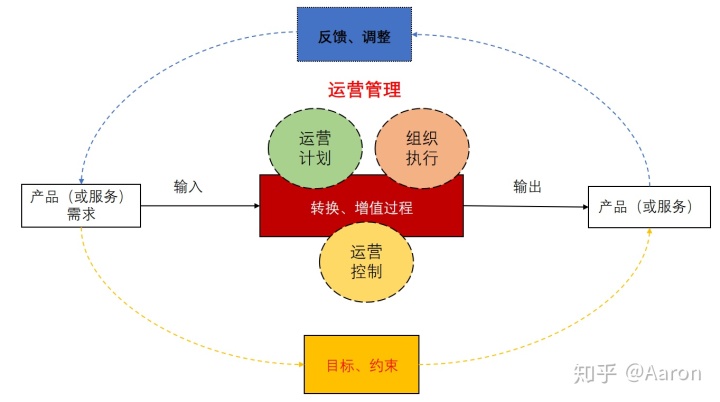 反馈、调整
运营管理
运营
计划
组织
执行
产品（或服务）
需求
输入
转换、增值过程
输出
产品（或服务）
运营
控制
目标、约束
知乎 @Aaron